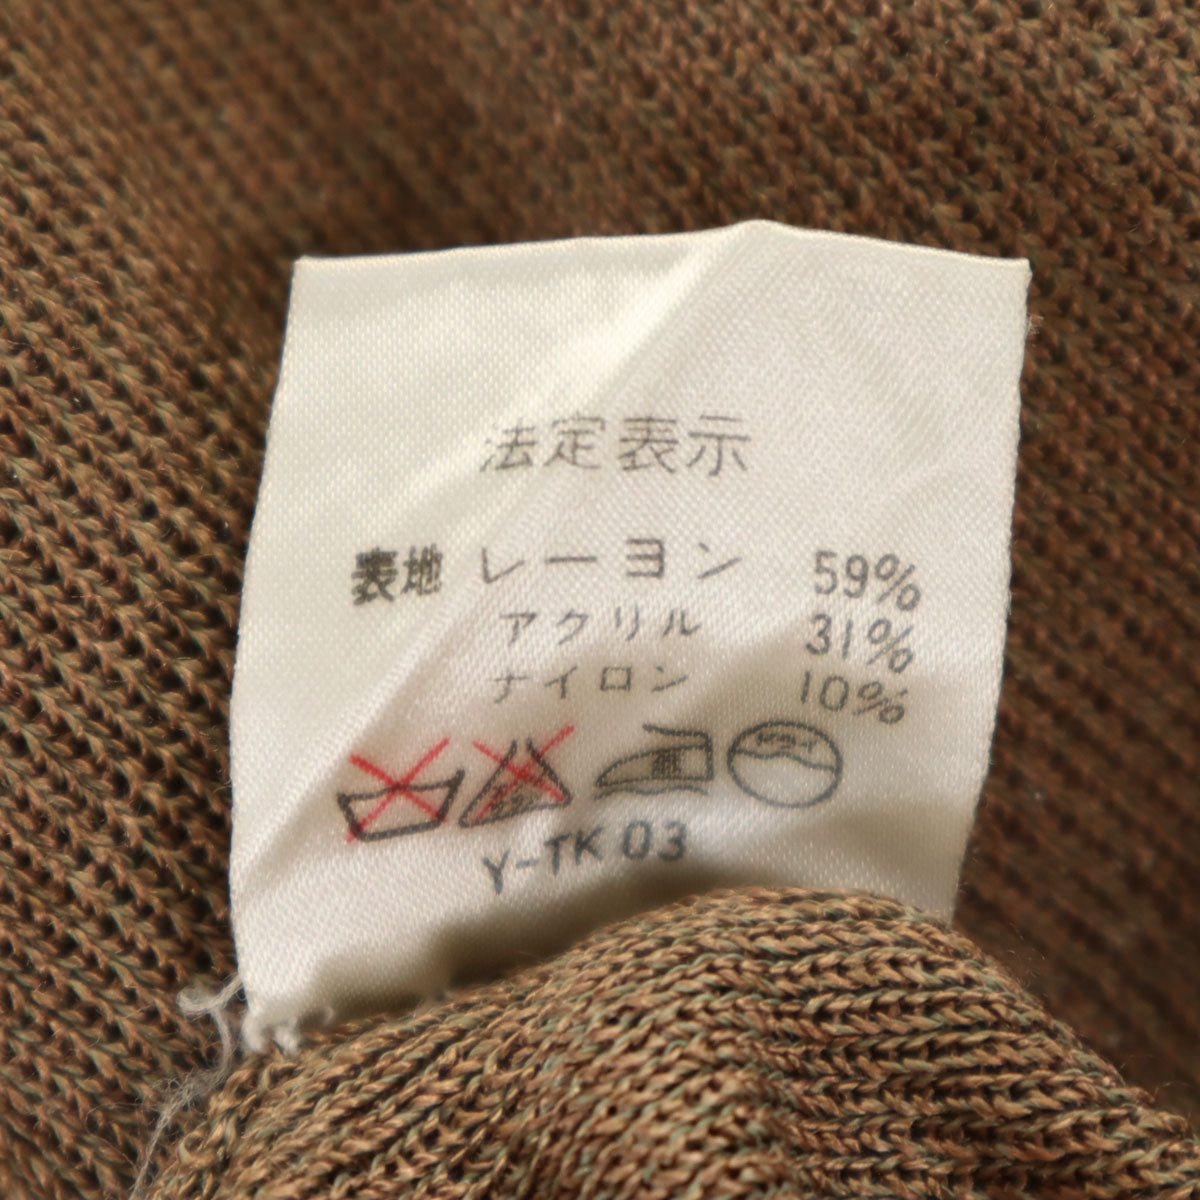 法定表示
表地 レーヨン 59%
アクリル 31%
ナイロン 10%
Y-TK 03